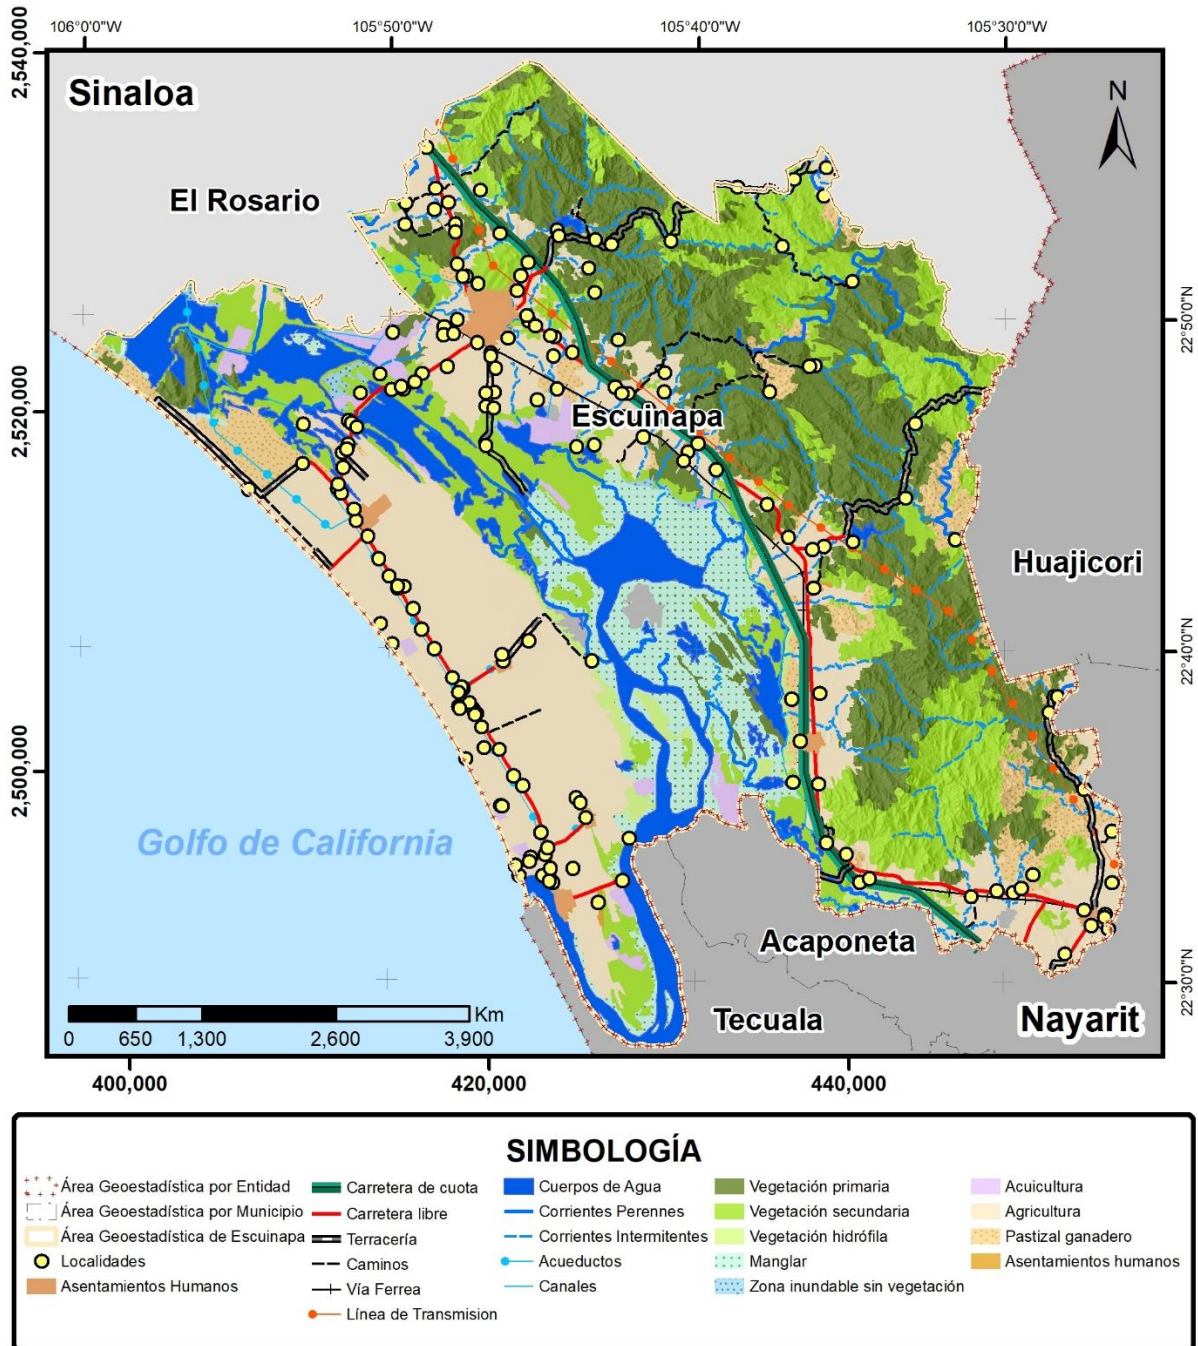 106°0'0"W 105°50'0"W 105°40'0"W 105°30'0"W
2,540,000
Sinaloa
N
El Rosario
22°50'0"N
2,520,000
Escuinapa
Huajicori
22°40'0"N
2,500,000
Golfo de California
Acaponeta
22°30'0"N
Tecuala
Nayarit
Km
0 650 1,300 2,600 3,900
400,000 420,000 440,000
SIMBOLOGÍA
Área Geoestadística por Entidad
Área Geoestadística por Municipio
Área Geoestadística de Escuinapa
Localidades
Asentamientos Humanos
Carretera de cuota
Carretera libre
Terracería
Caminos
Vía Ferrea
Línea de Transmision
Cuerpos de Agua
Corrientes Perennes
Corrientes Intermitentes
Acueductos
Canales
Vegetación primaria
Vegetación secundaria
Vegetación hidrófila
Manglar
Zona inundable sin vegetación
Acuicultura
Agricultura
Pastizal ganadero
Asentamientos humanos